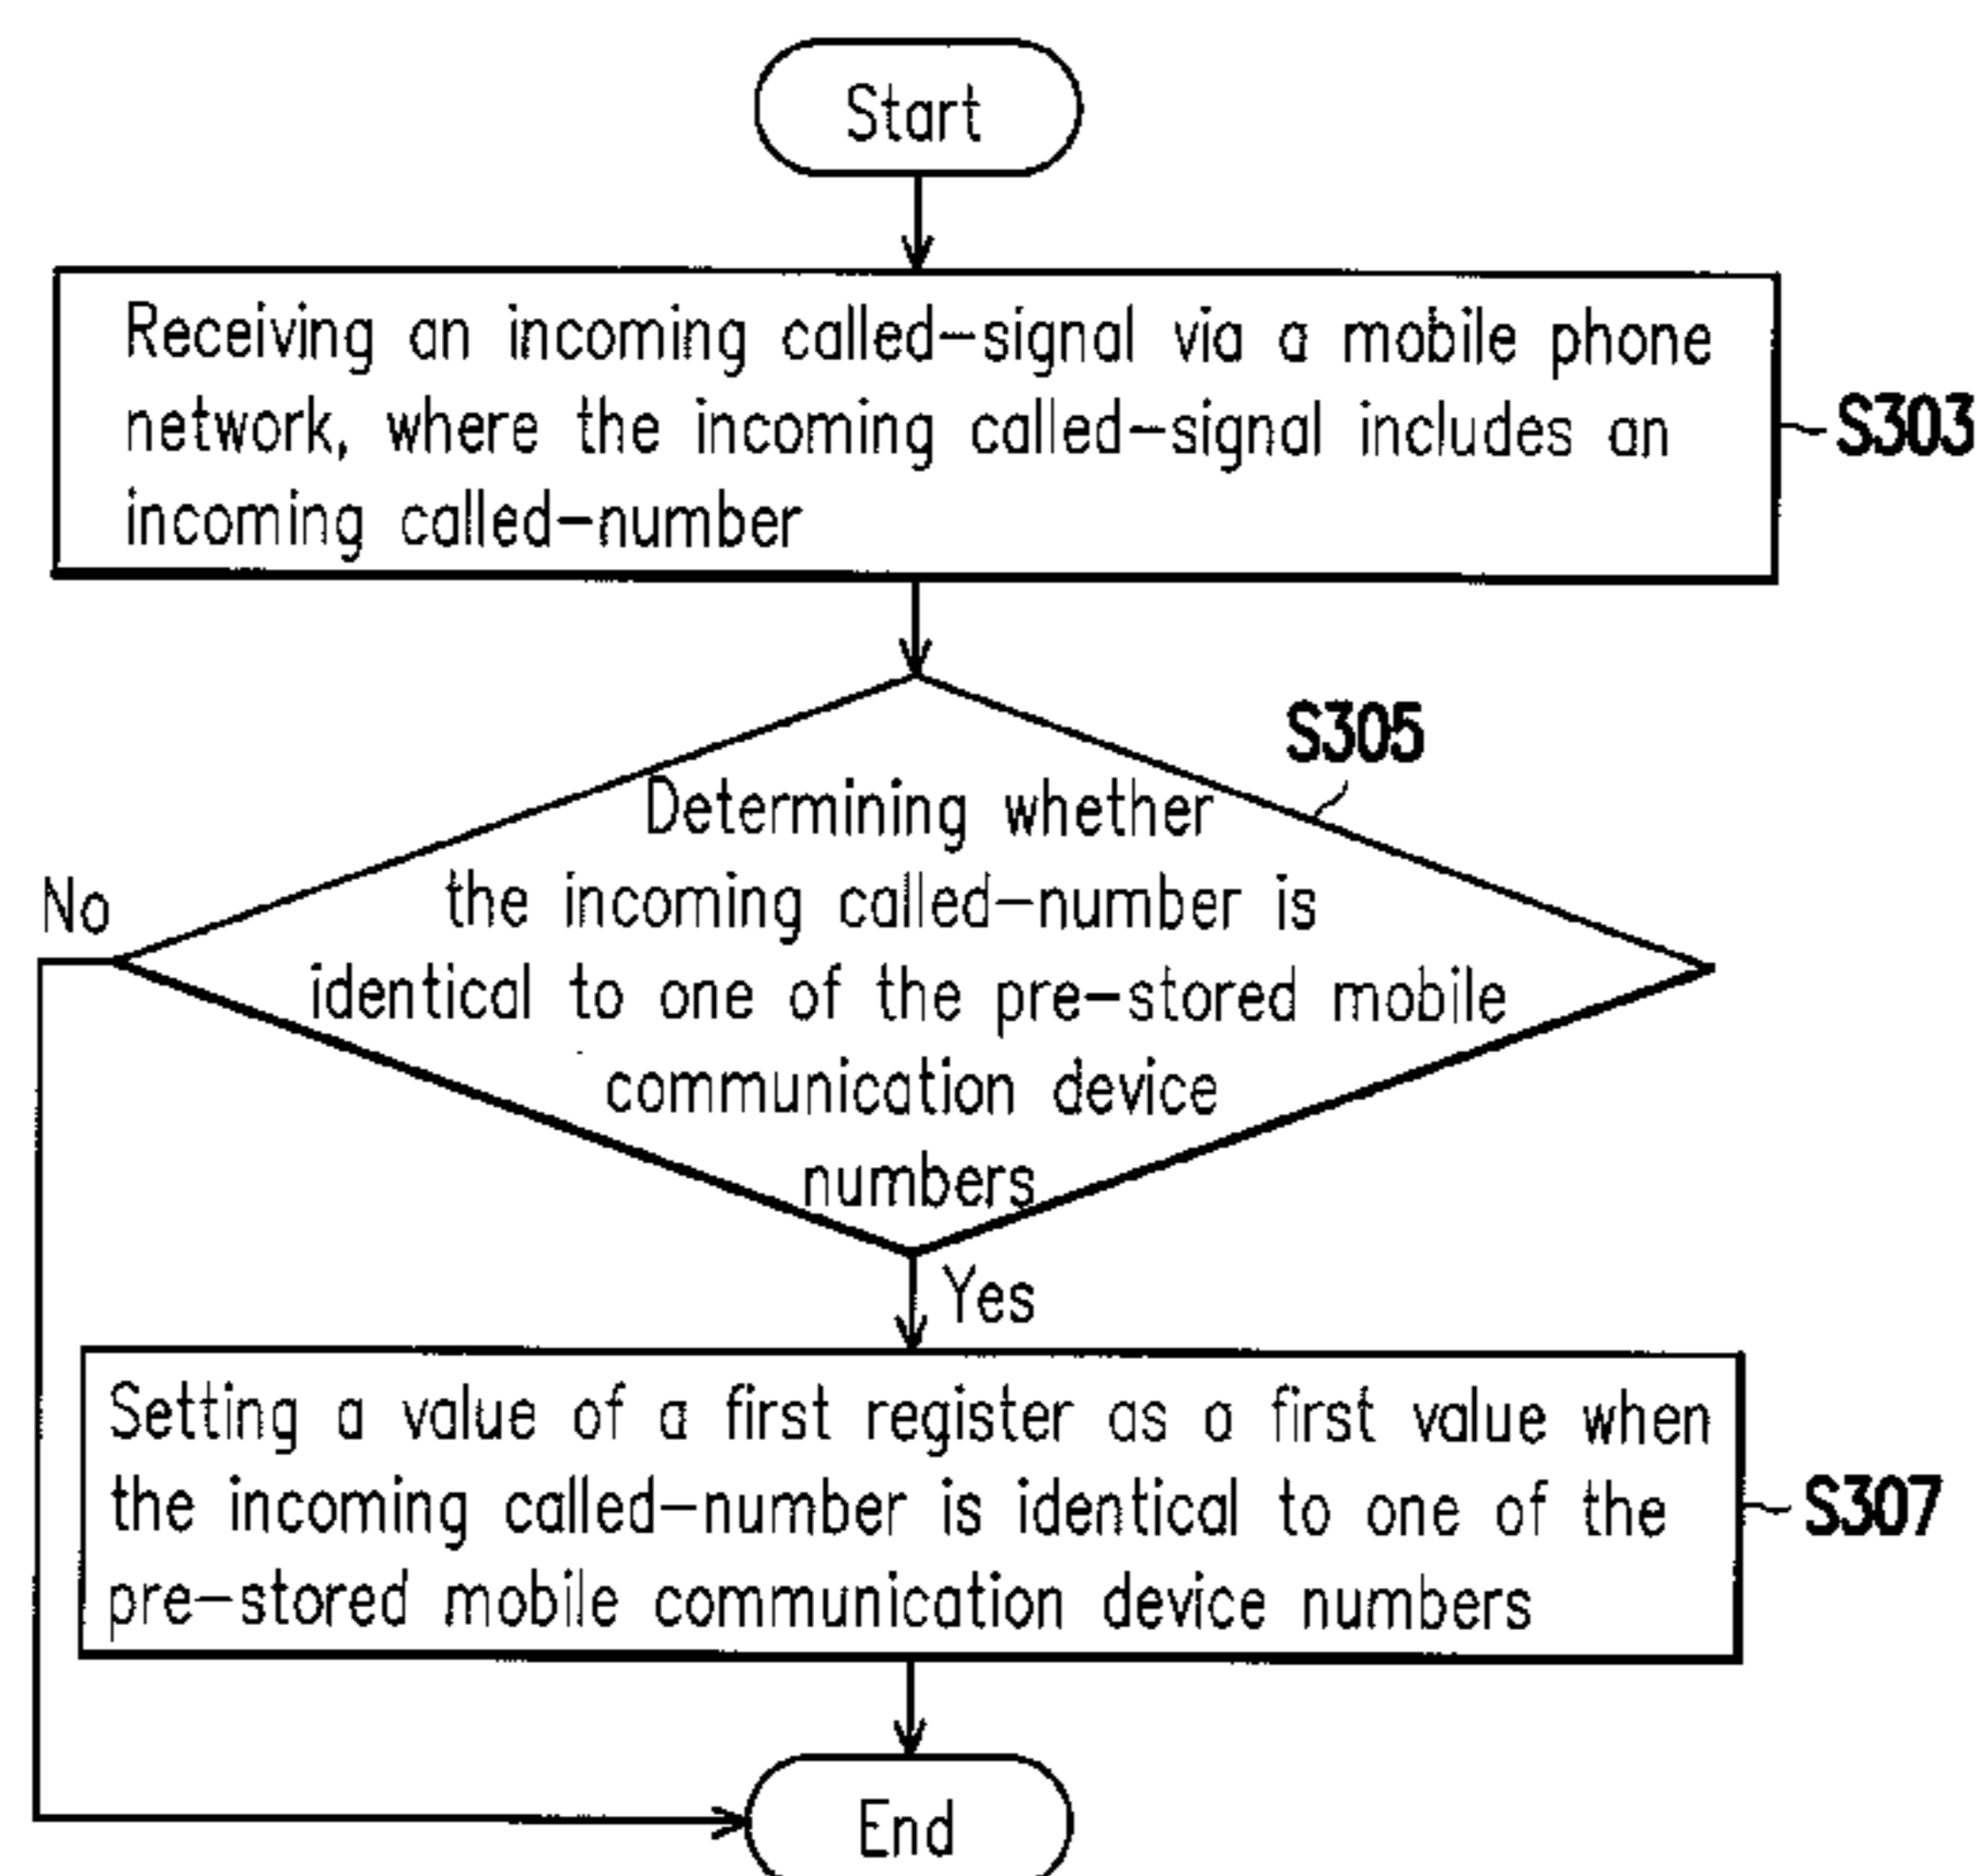 Start
Receiving an incoming called-signal via a mobile phone
network, where the incoming called-signal includes an
incoming called-number
S303
S305
Determining whether
the incoming called-number is
identical to one of the pre-stored mobile
communication device
numbers
No
Yes
Setting a value of a first register as a first value when
the incoming called-number is identical to one of the
pre-stored mobile communication device numbers
S307
End